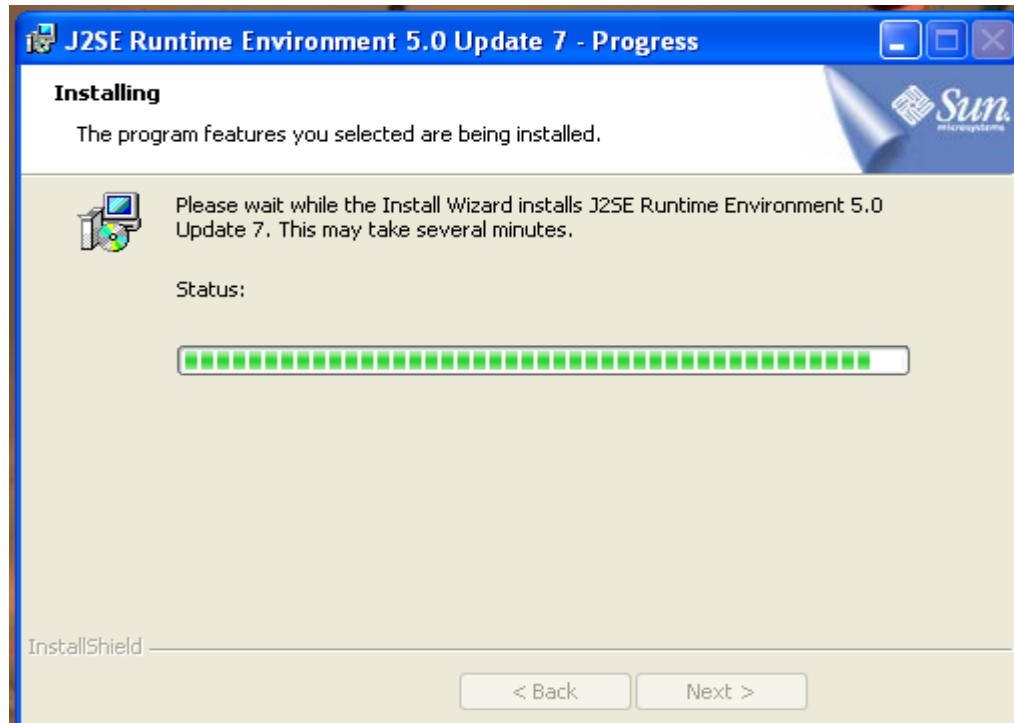 J2SE Runtime Environment 5.0 Update 7 - Progress
Installing
The program features you selected are being installed.
Sun
microsystems
Please wait while the Install Wizard installs J2SE Runtime Environment 5.0
Update 7. This may take several minutes.
Status:
InstallShield
< Back
Next >